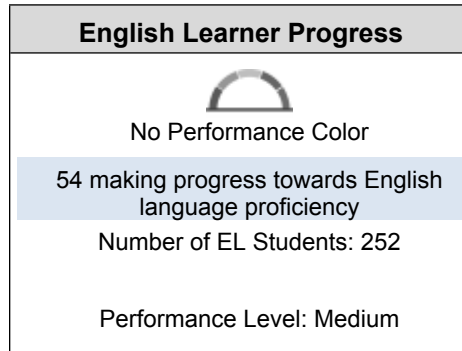 English Learner Progress
No Performance Color
54 making progress towards English
language proficiency
Number of EL Students: 252
Performance Level: Medium